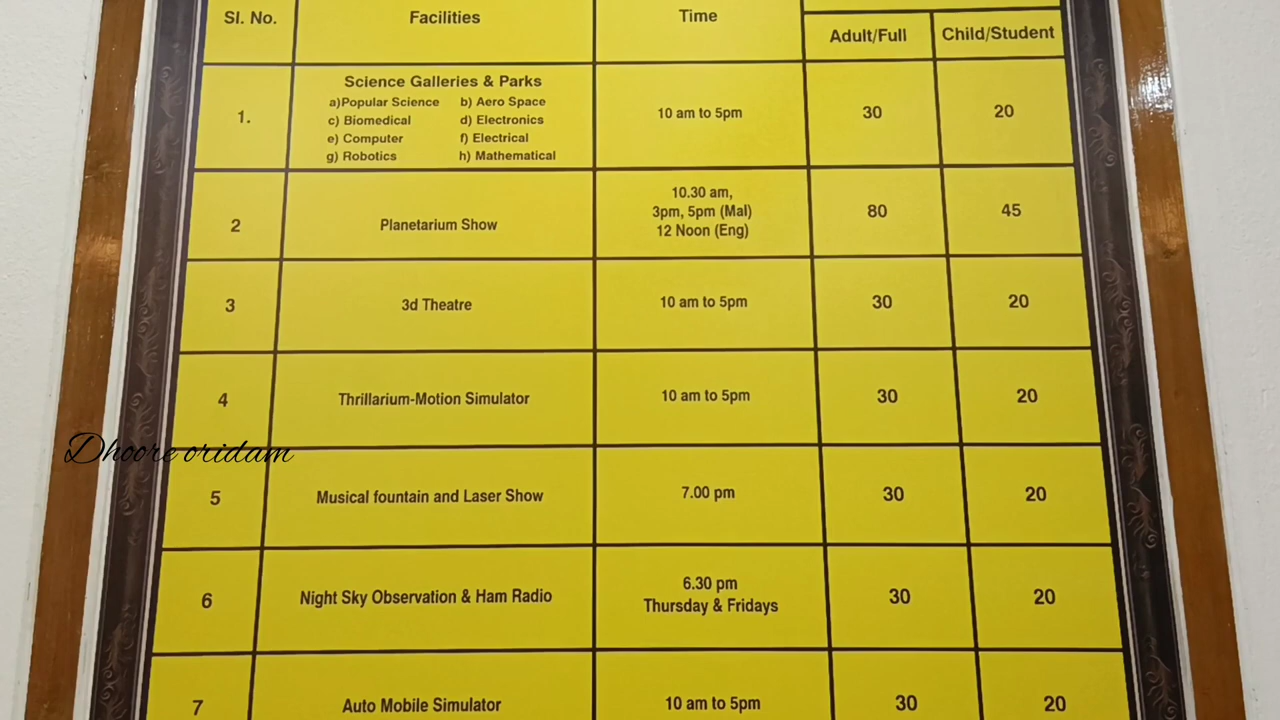 Sl. No. Facilities Time
Adult/Full Child/Student
Science Galleries & Parks
a)Popular Science b) Aero Space
1. c) Biomedical d) Electronics 10 am to 5pm 30 20
e) Computer f) Electrical
g) Robotics h) Mathematical
10.30 am,
2 Planetarium Show 3pm, 5pm (Mal) 80 45
12 Noon (Eng)
3 3d Theatre 10 am to 5pm 30 20
4 Thrillarium-Motion Simulator 10 am to 5pm 30 20
Dhoore oridam
5 Musical fountain and Laser Show 7.00 pm 30 20
6 Night Sky Observation & Ham Radio 6.30 pm 30 20
Thursday & Fridays
7 Auto Mobile Simulator 10 am to 5pm 30 20